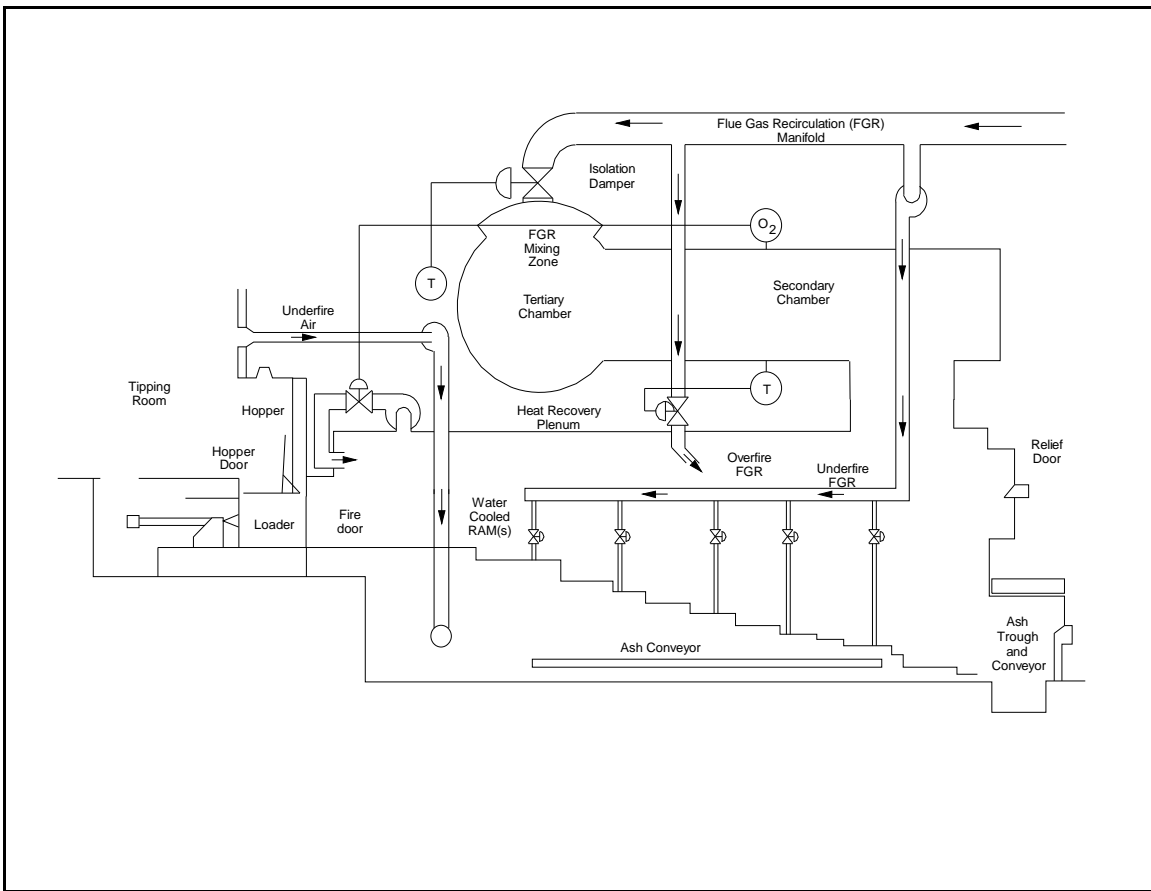 Flue Gas Recirculation (FGR)
Manifold
Isolation
Damper
O2
FGR
Mixing
Zone
T
Tertiary
Chamber
Secondary
Chamber
Underfire
Air
Tipping
Room
Hopper
T
Heat Recovery
Plenum
Hopper
Door
Overfire
FGR
Underfire
FGR
Relief
Door
Loader
Fire
door
Water
Cooled
RAM(s)
Ash Conveyor
Ash
Trough
and
Conveyor